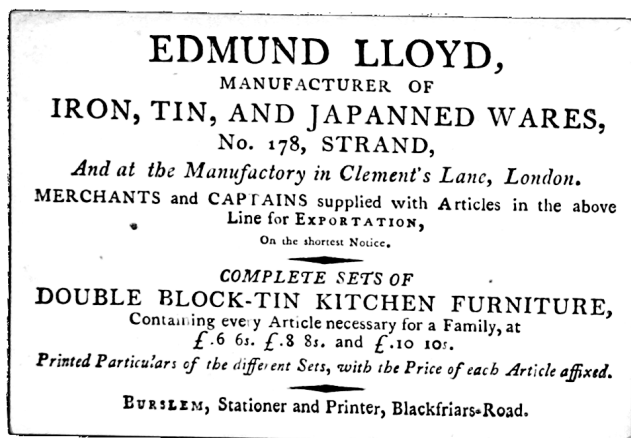 EDMUND LLOYD,
MANUFACTURER OF
IRON, TIN, AND JAPANNED WARES,
No. 178, STRAND,
And at the Manufactory in Clement's Lane, London.
MERCHANTS and CAPTAINS supplied with Articles in the above
Line for EXPORTATION,
On the shortest Notice.
COMPLETE SETS OF
DOUBLE BLOCK-TIN KITCHEN FURNITURE,
Containing every Article necessary for a Family, at
£.6 6s. £.8 8s. and £.10 10s.
Printed Particulars of the different Sets, with the Price of each Article affixed.
BURSLEM, Stationer and Printer, Blackfriars-Road.